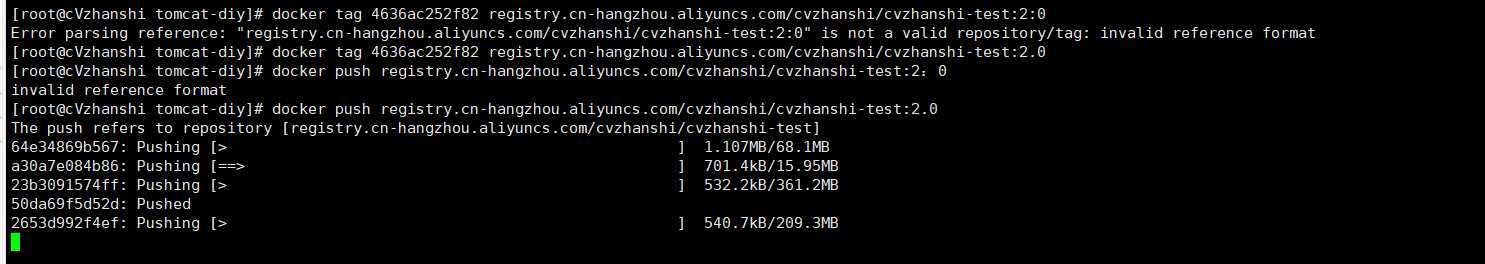 [root@cVzhanshi tomcat-diy]# docker tag 4636ac252f82 registry.cn-hangzhou.aliyuncs.com/cvzhanshi/cvzhanshi-test:2:0
Error parsing reference: "registry.cn-hangzhou.aliyuncs.com/cvzhanshi/cvzhanshi-test:2:0" is not a valid repository/tag: invalid reference format
[root@cVzhanshi tomcat-diy]# docker tag 4636ac252f82 registry.cn-hangzhou.aliyuncs.com/cvzhanshi/cvzhanshi-test:2.0
[root@cVzhanshi tomcat-diy]# docker push registry.cn-hangzhou.aliyuncs.com/cvzhanshi/cvzhanshi-test:2：0
invalid reference format
[root@cVzhanshi tomcat-diy]# docker push registry.cn-hangzhou.aliyuncs.com/cvzhanshi/cvzhanshi-test:2.0
The push refers to repository [registry.cn-hangzhou.aliyuncs.com/cvzhanshi/cvzhanshi-test]
64e34869b567: Pushing [>                                                  ]  1.107MB/68.1MB
a30a7e084b86: Pushing [==>                                                ]  701.4kB/15.95MB
23b3091574ff: Pushing [>                                                  ]  532.2kB/361.2MB
50da69f5d52d: Pushed
2653d992f4ef: Pushing [>                                                  ]  540.7kB/209.3MB